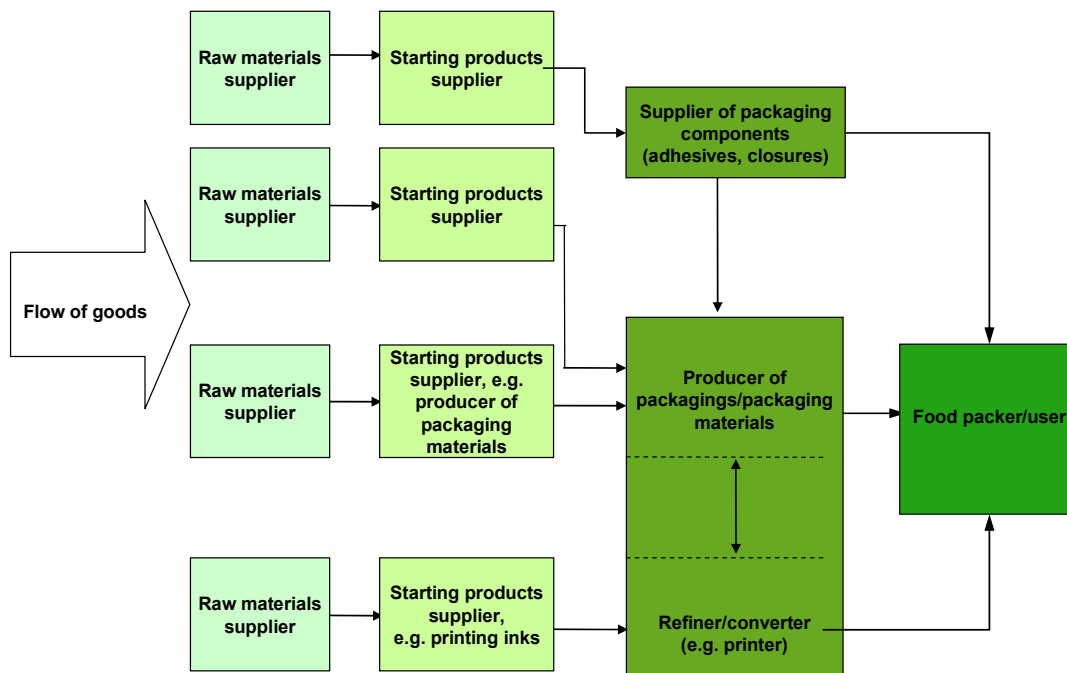 Raw materials
supplier
Starting products
supplier
Supplier of packaging
components
(adhesives, closures)
Raw materials
supplier
Starting products
supplier
Flow of goods
Raw materials
supplier
Starting products
supplier, e.g.
producer of
packaging
materials
Producer of
packagings/packaging
materials
Food packer/user
Raw materials
supplier
Starting products
supplier,
e.g. printing inks
Refiner/converter
(e.g. printer)